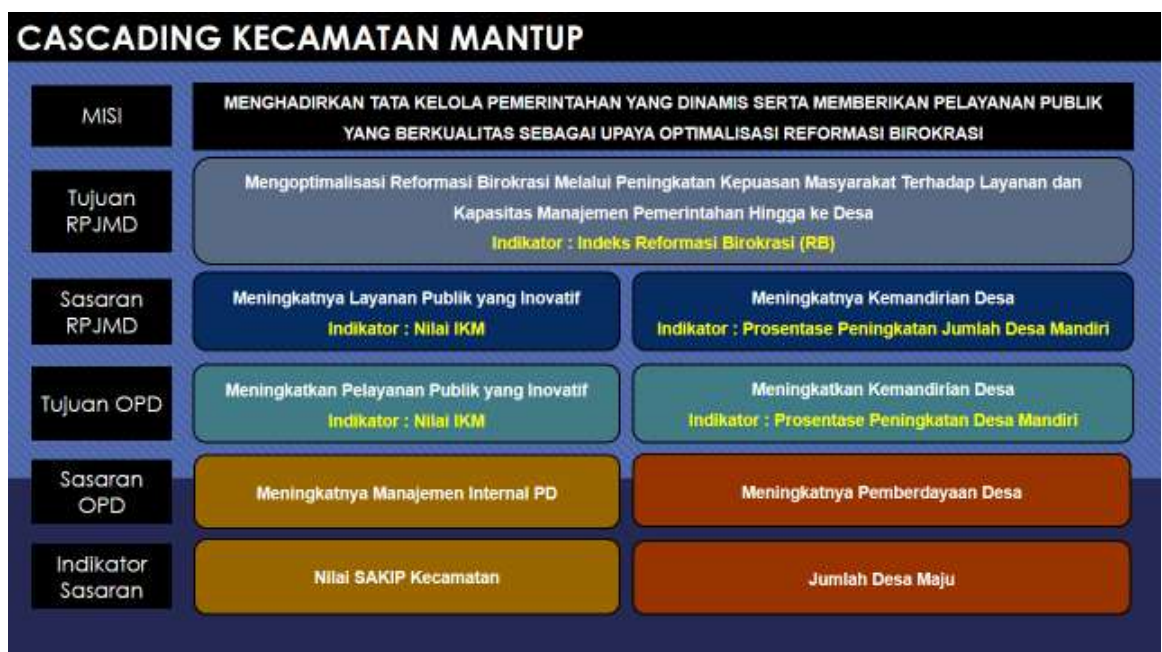 CASCADING KECAMATAN MANTUP
MISI
MENGHADIRKAN TATA KELOLA PEMERINTAHAN YANG DINAMIS SERTA MEMBERIKAN PELAYANAN PUBLIK
YANG BERKUALITAS SEBAGAI UPAYA OPTIMALISASI REFORMASI BIROKRASI
Tujuan
RPJMD
Mengoptimalisasi Reformasi Birokrasi Melalui Peningkatan Kepuasan Masyarakat Terhadap Layanan dan
Kapasitas Manajemen Pemerintahan Hingga ke Desa
Indikator : Indeks Reformasi Birokrasi (RB)
Sasaran
RPJMD
Meningkatnya Layanan Publik yang Inovatif
Indikator : Nilai IKM
Meningkatnya Kemandirian Desa
Indikator : Prosentase Peningkatan Jumlah Desa Mandiri
Tujuan OPD
Meningkatkan Pelayanan Publik yang Inovatif
Indikator : Nilai IKM
Meningkatkan Kemandirian Desa
Indikator : Prosentase Peningkatan Desa Mandiri
Sasaran
OPD
Meningkatnya Manajemen Internal PD
Meningkatnya Pemberdayaan Desa
Indikator
Sasaran
Nilai SAKIP Kecamatan
Jumlah Desa Maju